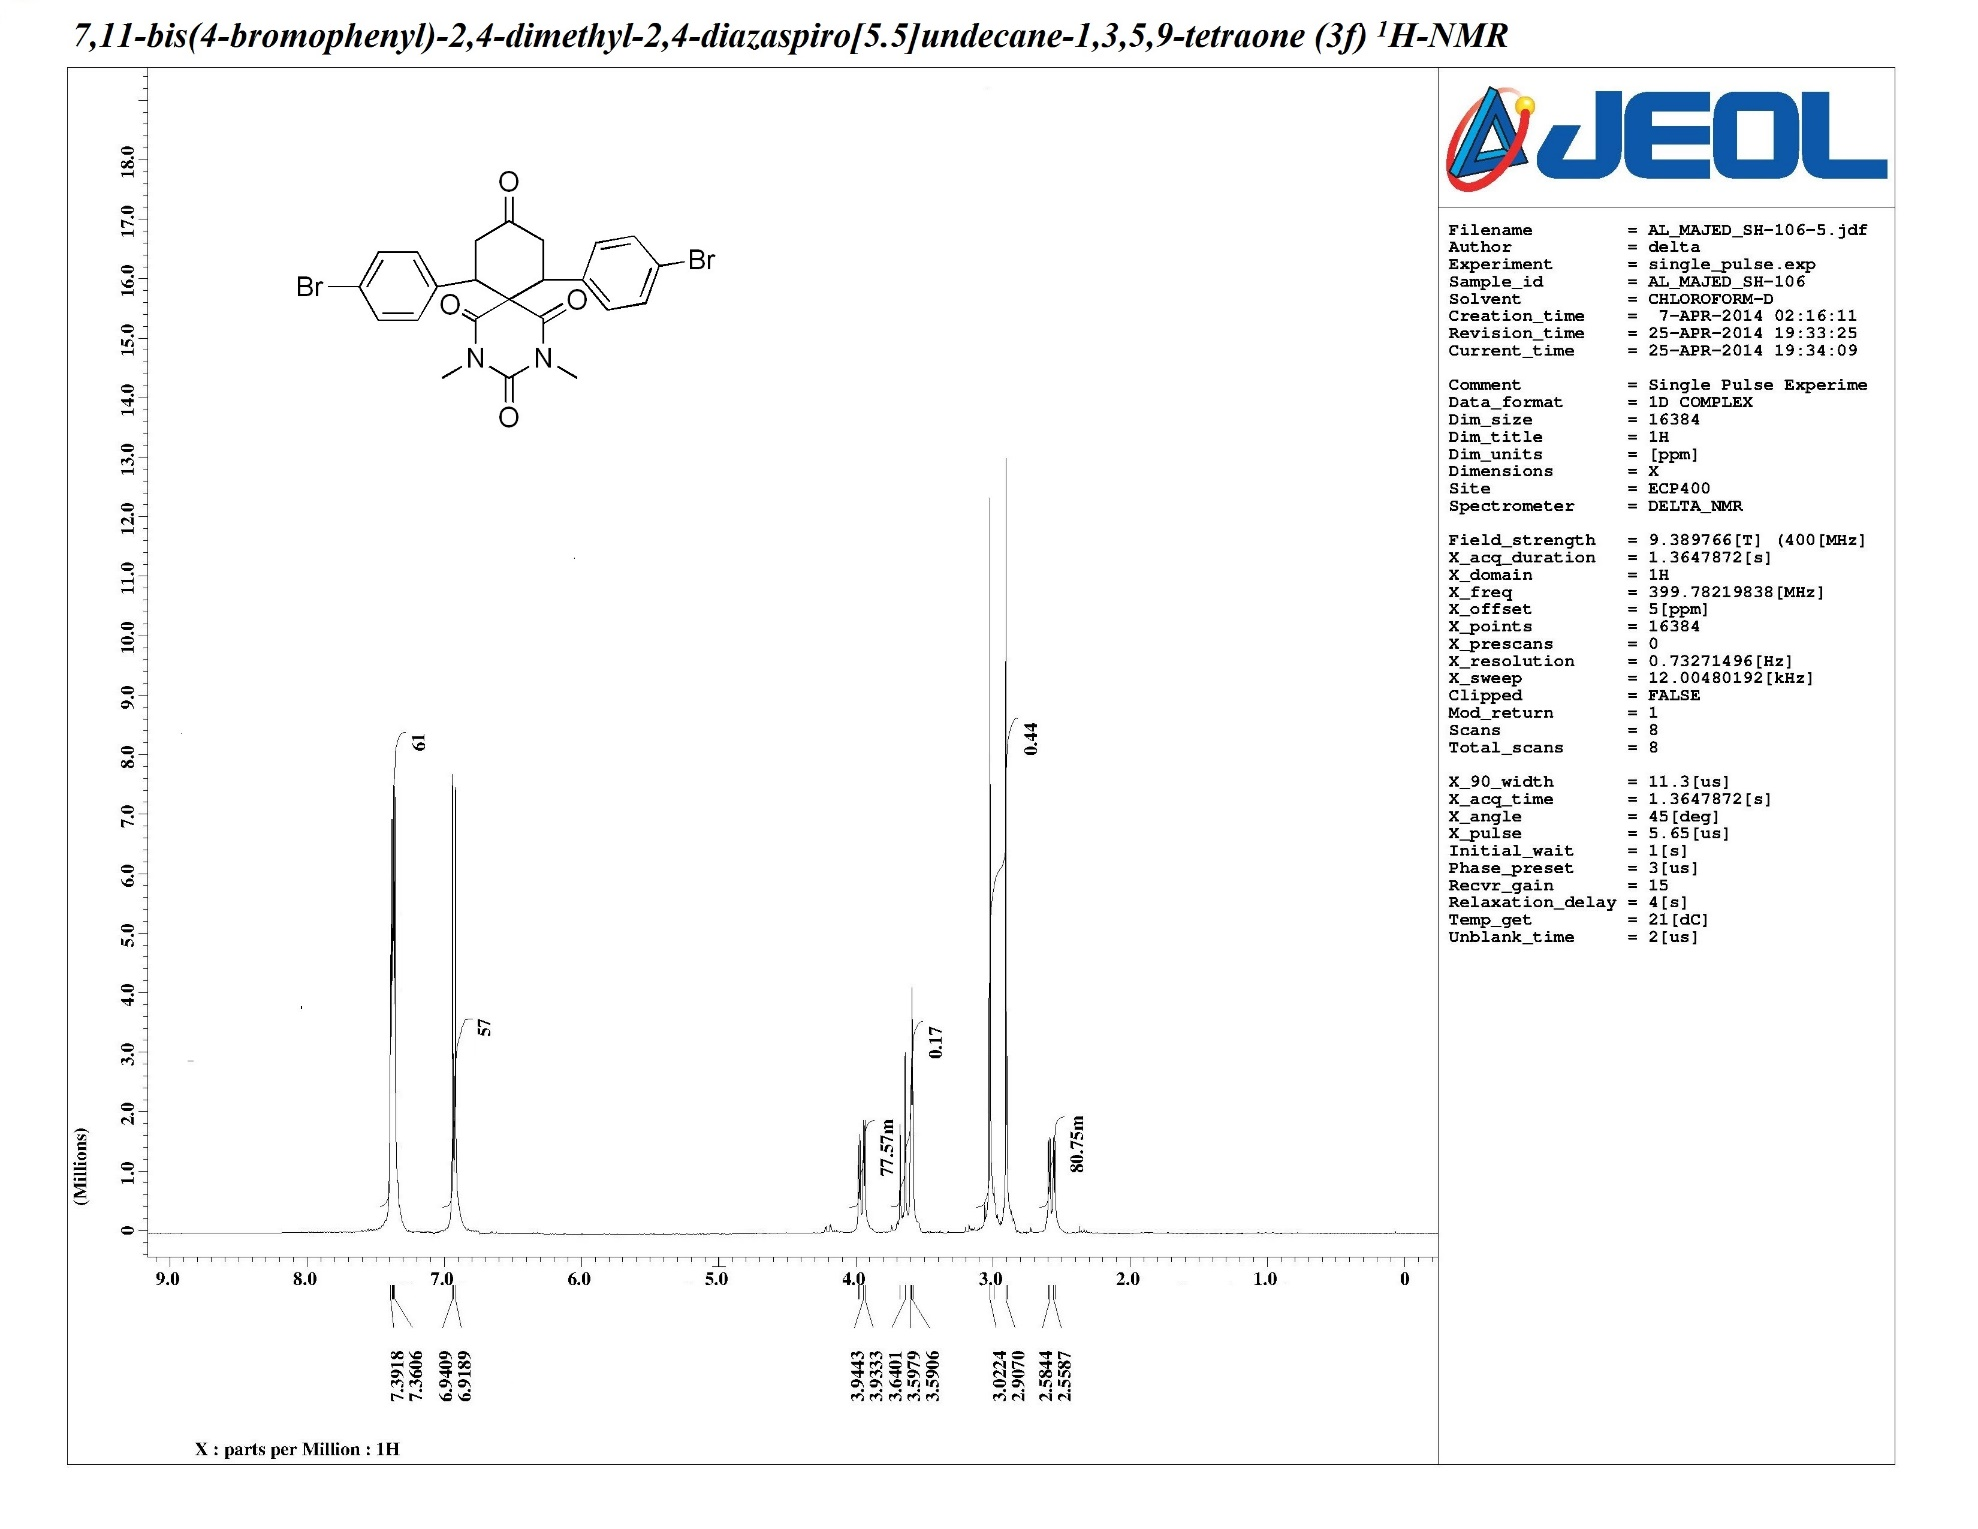 7,11-bis(4-bromophenyl)-2,4-dimethyl-2,4-diazaspiro[5.5]undecane-1,3,5,9-tetraone (3f) ¹H-NMR
JEOL
Filename = AL_MAJED_SH-106-5.jdf
Author = delta
Experiment = single_pulse.exp
Sample_id = AL_MAJED_SH-106
Solvent = CHLOROFORM-D
Creation_time = 7-APR-2014 02:16:11
Revision_time = 25-APR-2014 19:33:25
Current_time = 25-APR-2014 19:34:09
Comment = Single Pulse Experime
Data_format = 1D COMPLEX
Dim_size = 16384
Dim_title = 1H
Dim_units = [ppm]
Dimensions = X
Site = ECP400
Spectrometer = DELTA_NMR
Field_strength = 9.389766[T] (400[MHz]
X_acq_duration = 1.3647872[s]
X_domain = 1H
X_freq = 399.78219838[MHz]
X_offset = 5[ppm]
X_points = 16384
X_prescans = 0
X_resolution = 0.73271496[Hz]
X_sweep = 12.00480192[kHz]
Clipped = FALSE
Mod_return = 1
Scans = 8
Total_scans = 8
X_90_width = 11.3[us]
X_acq_time = 1.3647872[s]
X_angle = 45[deg]
X_pulse = 5.65[us]
Initial_wait = 1[s]
Phase_preset = 3[us]
Recvr_gain = 15
Relaxation_delay = 4[s]
Temp_get = 21[dC]
Unblank_time = 2[us]
O
Br
Br
O
O
N
N
O
18.0
17.0
16.0
15.0
14.0
13.0
12.0
11.0
10.0
9.0
8.0
7.0
6.0
5.0
4.0
3.0
2.0
1.0
0
(Millions)
61
57
77.57m
0.17
0.44
80.75m
9.0 8.0 7.0 6.0 5.0 4.0 3.0 2.0 1.0 0
7.3918
7.3606
6.9409
6.9189
3.9443
3.9333
3.6401
3.5979
3.5906
3.0224
2.9070
2.5844
2.5587
X : parts per Million : 1H